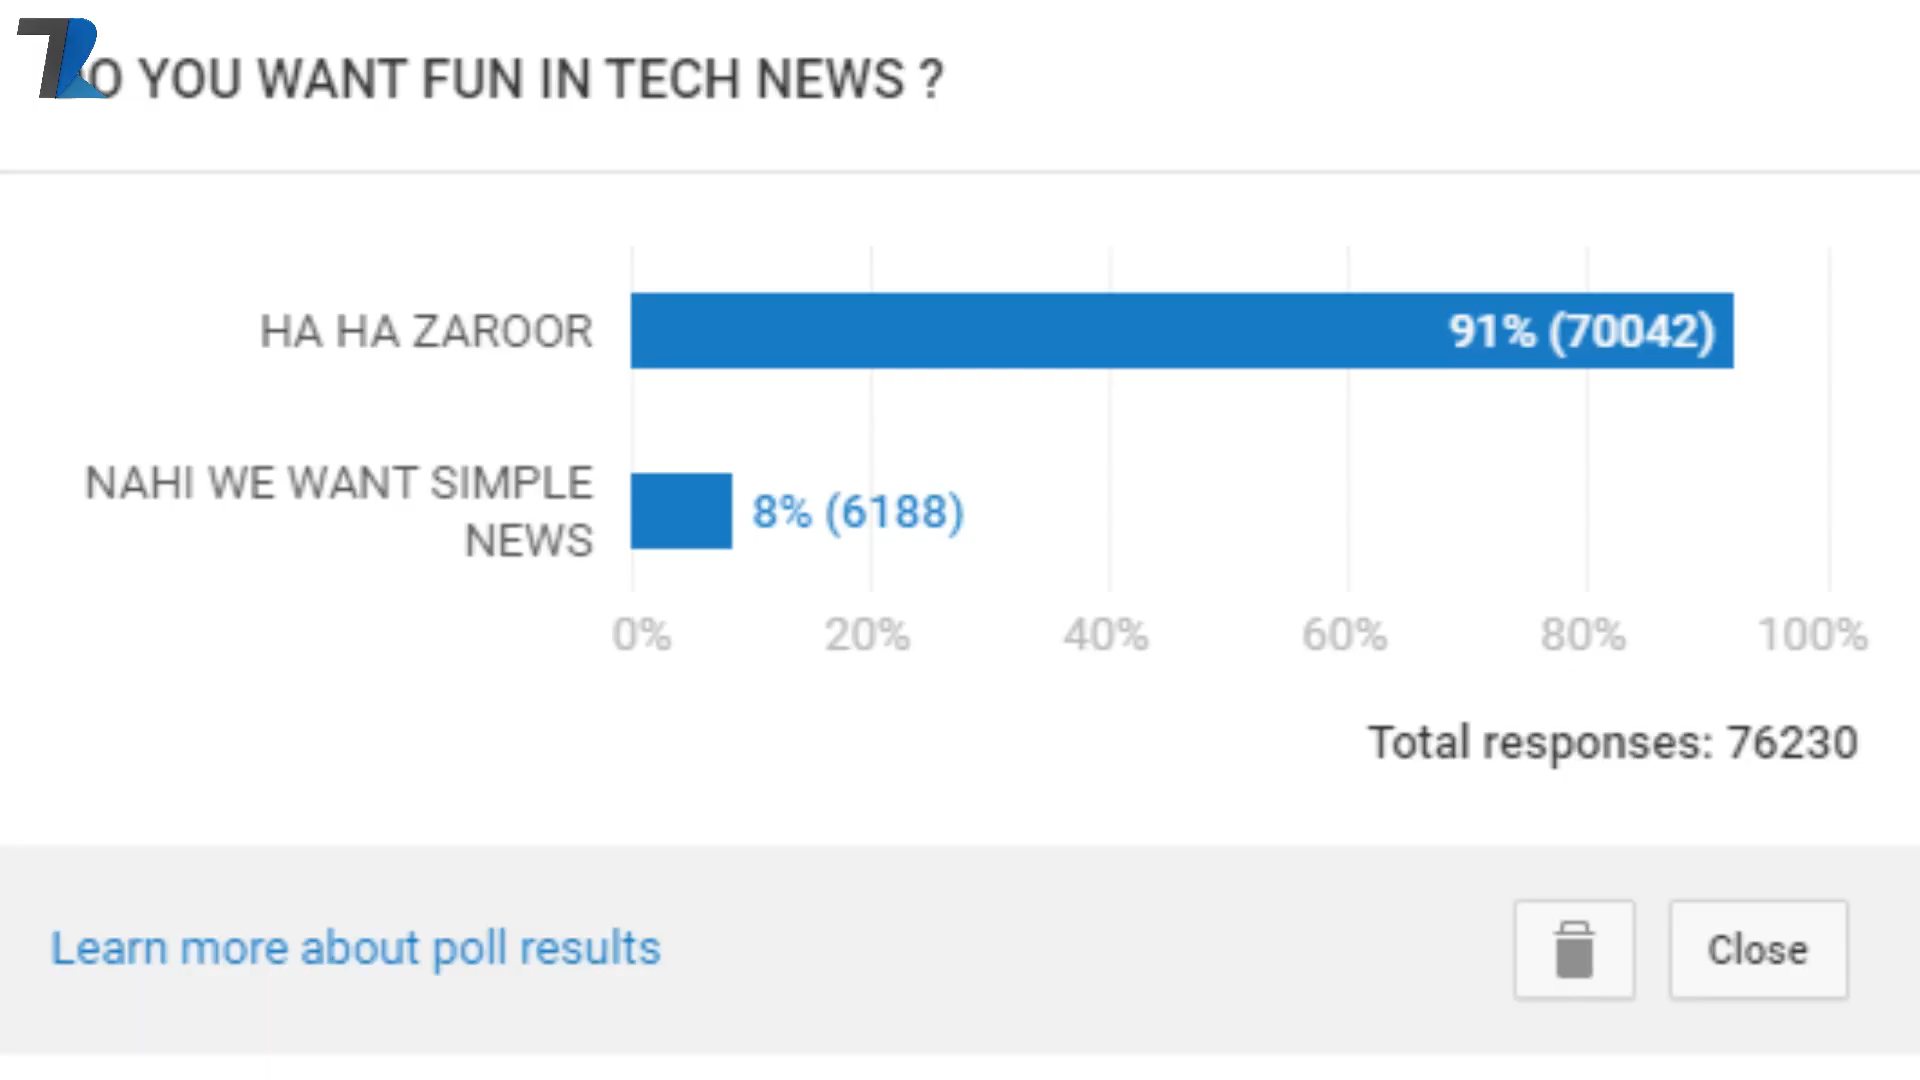 O YOU WANT FUN IN TECH NEWS ?
HA HA ZAROOR
91% (70042)
NAHI WE WANT SIMPLE
NEWS
8% (6188)
0% 20% 40% 60% 80% 100%
Total responses: 76230
Learn more about poll results
Close